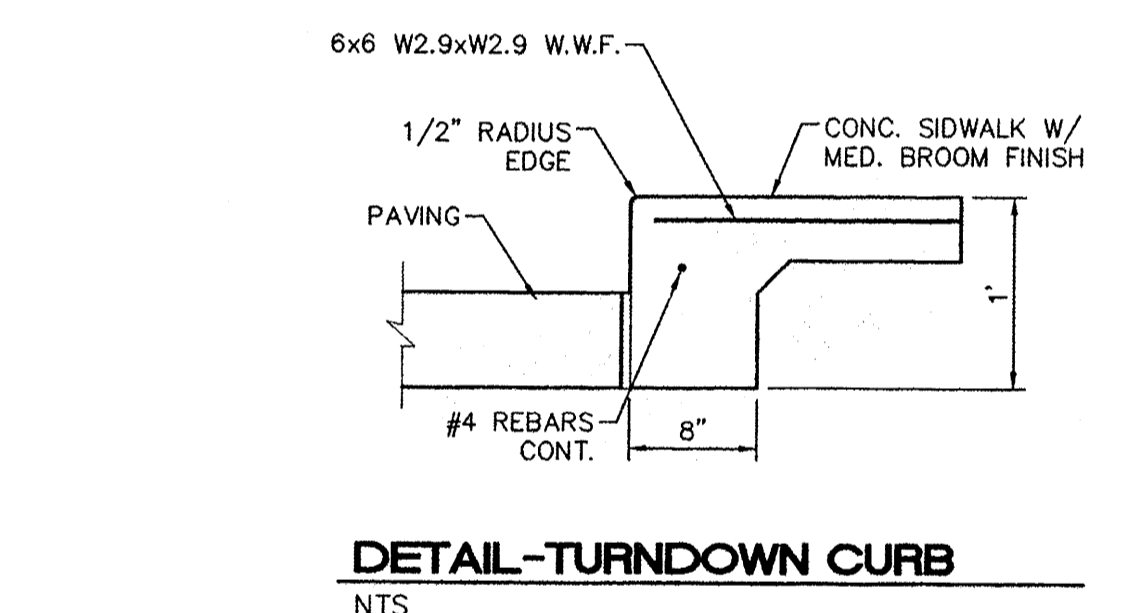 6x6 W2.9xW2.9 W.W.F.
1/2" RADIUS
EDGE
CONC. SIDWALK W/
MED. BROOM FINISH
PAVING
1'
#4 REBARS
CONT.
8"
DETAIL-TURNDOWN CURB
NTS